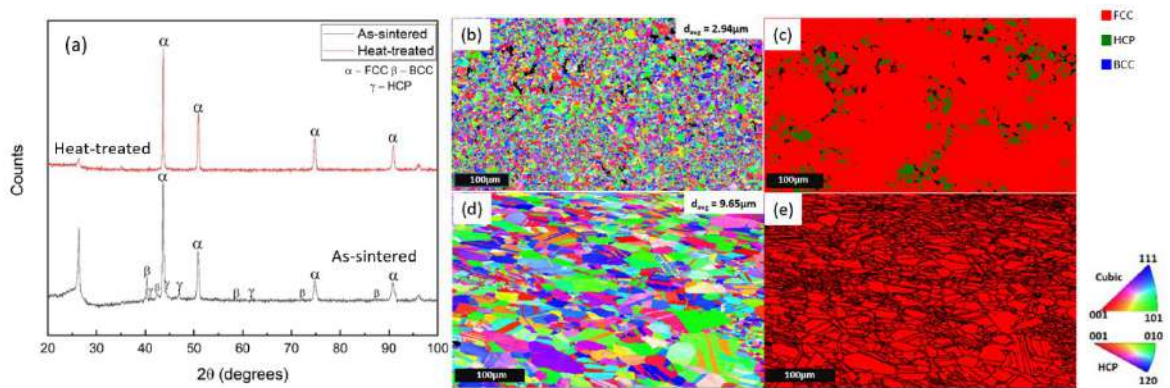 (a)
As-sintered
Heat-treated
α – FCC β – BCC
γ – HCP
α
α
Heat-treated
α
α
α
α
As-sintered
β
γ
β
γ
γ
β
γ
β
α
β
α
Counts
20 30 40 50 60 70 80 90 100
2θ (degrees)
(b)
d_avg = 2.94μm
100μm
(c)
100μm
FCC
HCP
BCC
(d)
d_avg = 9.65μm
100μm
(e)
100μm
111
Cubic
001
101
001
010
HCP
120